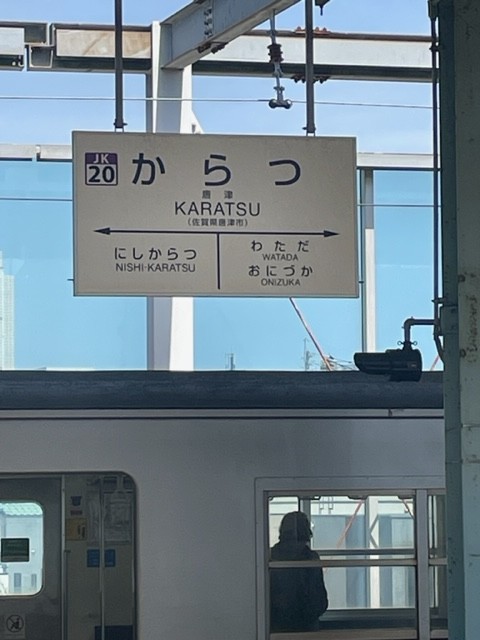 JK
20
からつ
唐津
KARATSU
(佐賀県唐津市)
にしからつ
NISHI-KARATSU
わただ
WATADA
おにづか
ONIZUKA